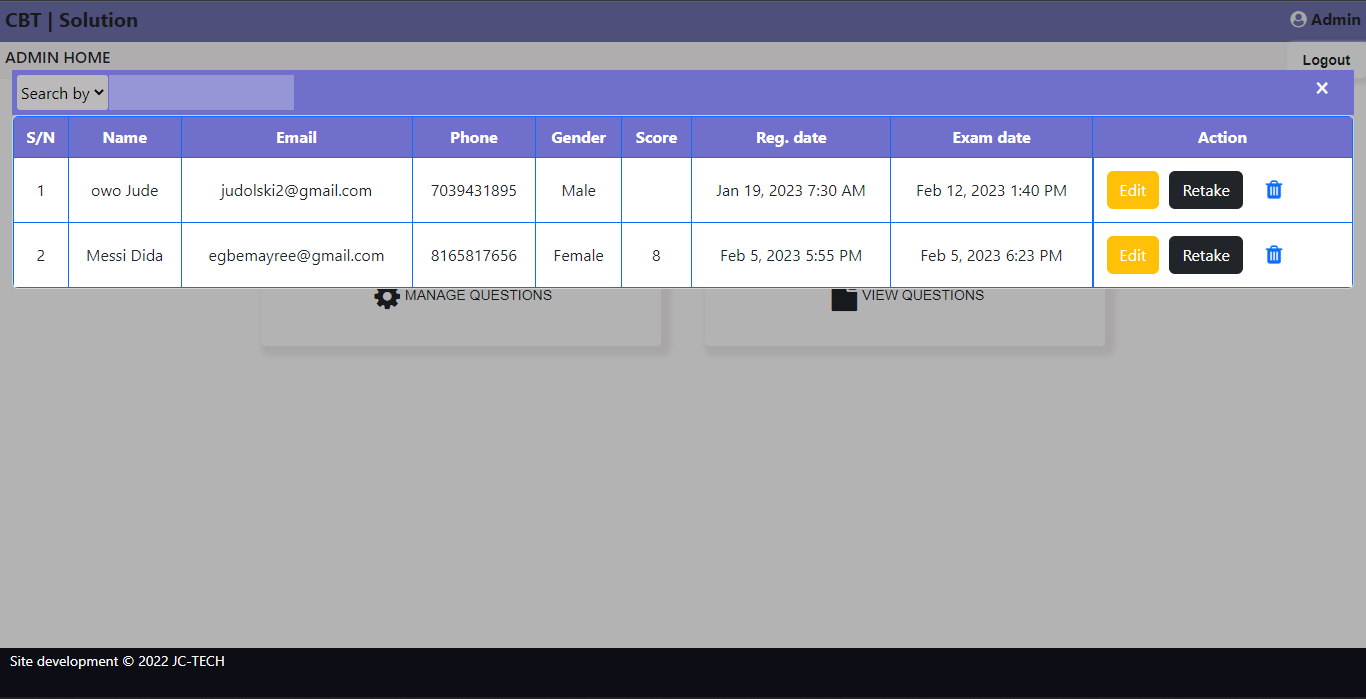 CBT | Solution Admin
ADMIN HOME
Logout
Search by
S/N Name Email Phone Gender Score Reg. date Exam date Action
1 owo Jude judolski2@gmail.com 7039431895 Male Jan 19, 2023 7:30 AM Feb 12, 2023 1:40 PM Edit Retake
2 Messi Dida egbemayree@gmail.com 8165817656 Female 8 Feb 5, 2023 5:55 PM Feb 5, 2023 6:23 PM Edit Retake
MANAGE QUESTIONS VIEW QUESTIONS
Site development © 2022 JC-TECH